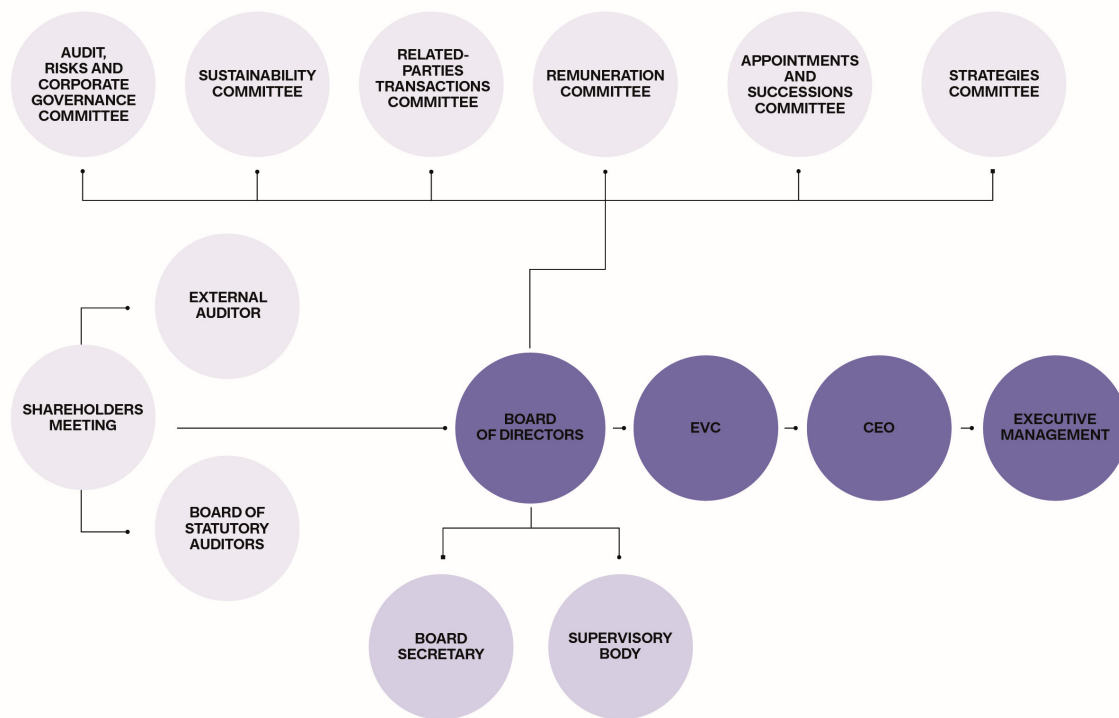 AUDIT,
RISKS AND
CORPORATE
GOVERNANCE
COMMITTEE
SUSTAINABILITY
COMMITTEE
RELATED-
PARTIES
TRANSACTIONS
COMMITTEE
REMUNERATION
COMMITTEE
APPOINTMENTS
AND
SUCCESSIONS
COMMITTEE
STRATEGIES
COMMITTEE
EXTERNAL
AUDITOR
SHAREHOLDERS
MEETING
BOARD OF
STATUTORY
AUDITORS
BOARD
OF DIRECTORS
EVC
CEO
EXECUTIVE
MANAGEMENT
BOARD
SECRETARY
SUPERVISORY
BODY